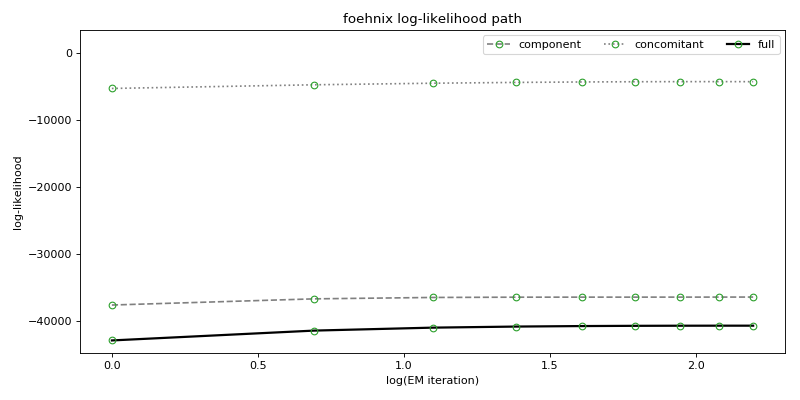 foehnix log-likelihood path
component concomitant full
0
−10000
−20000
−30000
−40000
log-likelihood
0.0 0.5 1.0 1.5 2.0
log(EM iteration)